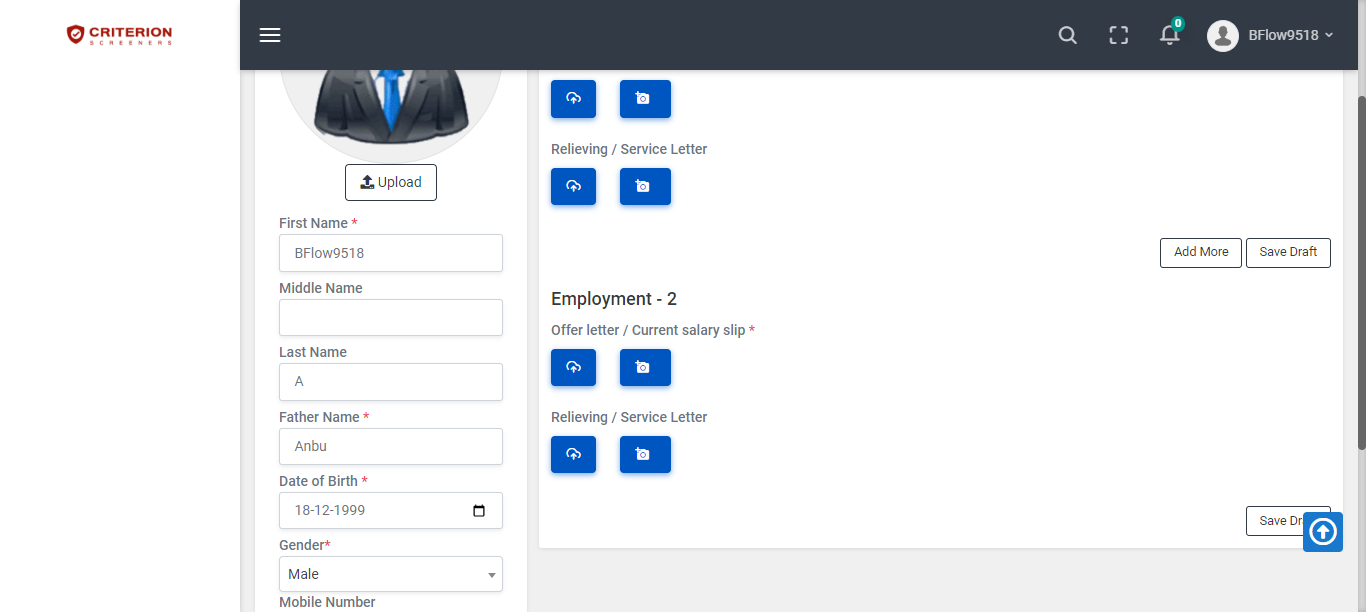 CRITERION
SCREENERS
0
BFlow9518
Upload
First Name *
BFlow9518
Middle Name
Last Name
A
Father Name *
Anbu
Date of Birth *
18-12-1999
Gender*
Male
Mobile Number
Relieving / Service Letter
Add More
Save Draft
Employment - 2
Offer letter / Current salary slip *
Relieving / Service Letter
Save Dr